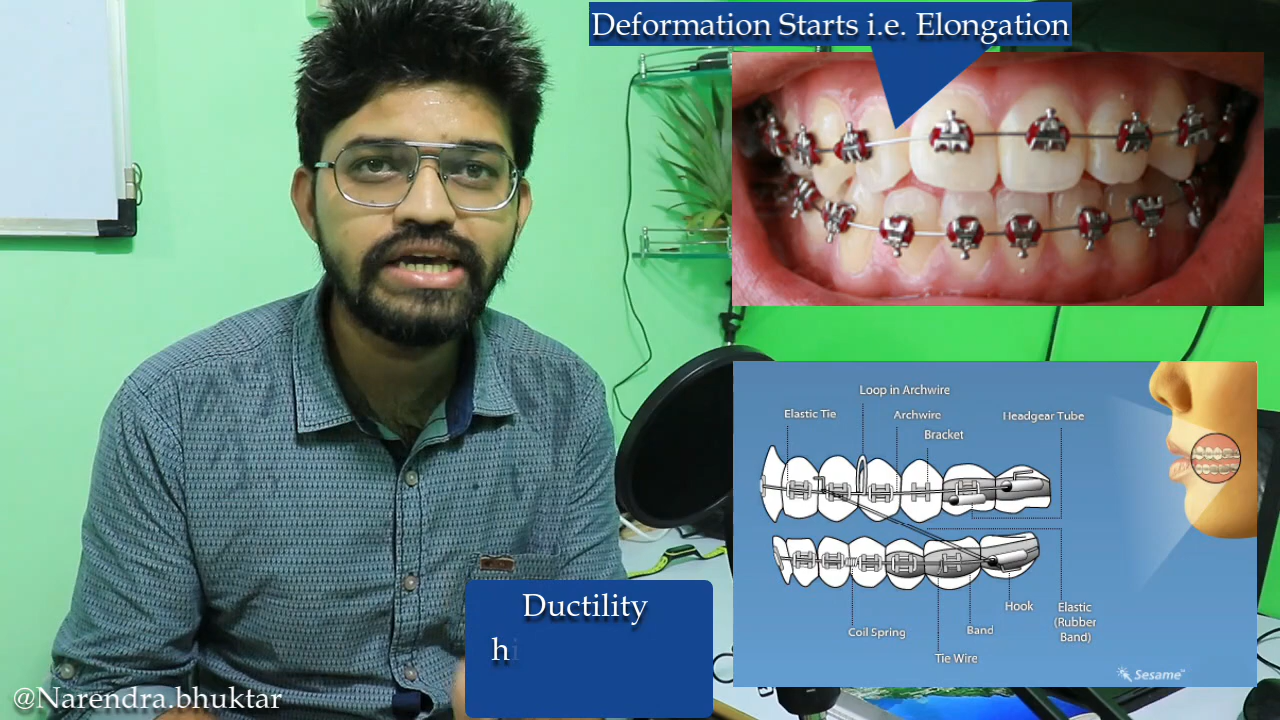 Deformation Starts i.e. Elongation
Loop in Archwire
Elastic Tie
Archwire
Headgear Tube
Bracket
Hook
Elastic
(Rubber
Band)
Coil Spring
Band
Tie Wire
Sesame
Ductility
hi
@Narendra.bhuktar